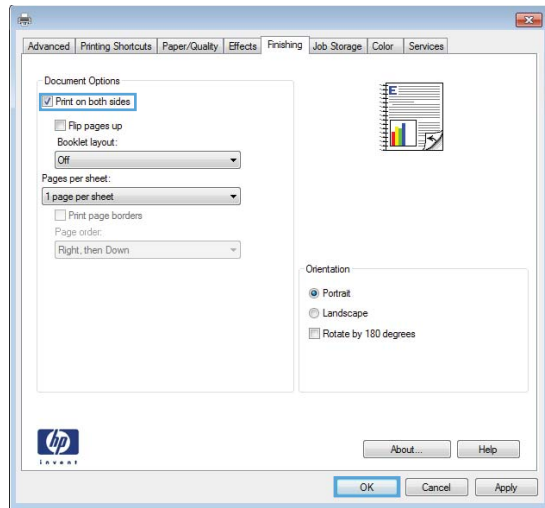 Advanced Printing Shortcuts Paper/Quality Effects Finishing Job Storage Color Services
Document Options
Print on both sides
Flip pages up
Booklet layout:
Off
Pages per sheet:
1 page per sheet
Print page borders
Page order:
Right, then Down
E
Orientation
Portrait
Landscape
Rotate by 180 degrees
hp
invent
About... Help
OK Cancel Apply